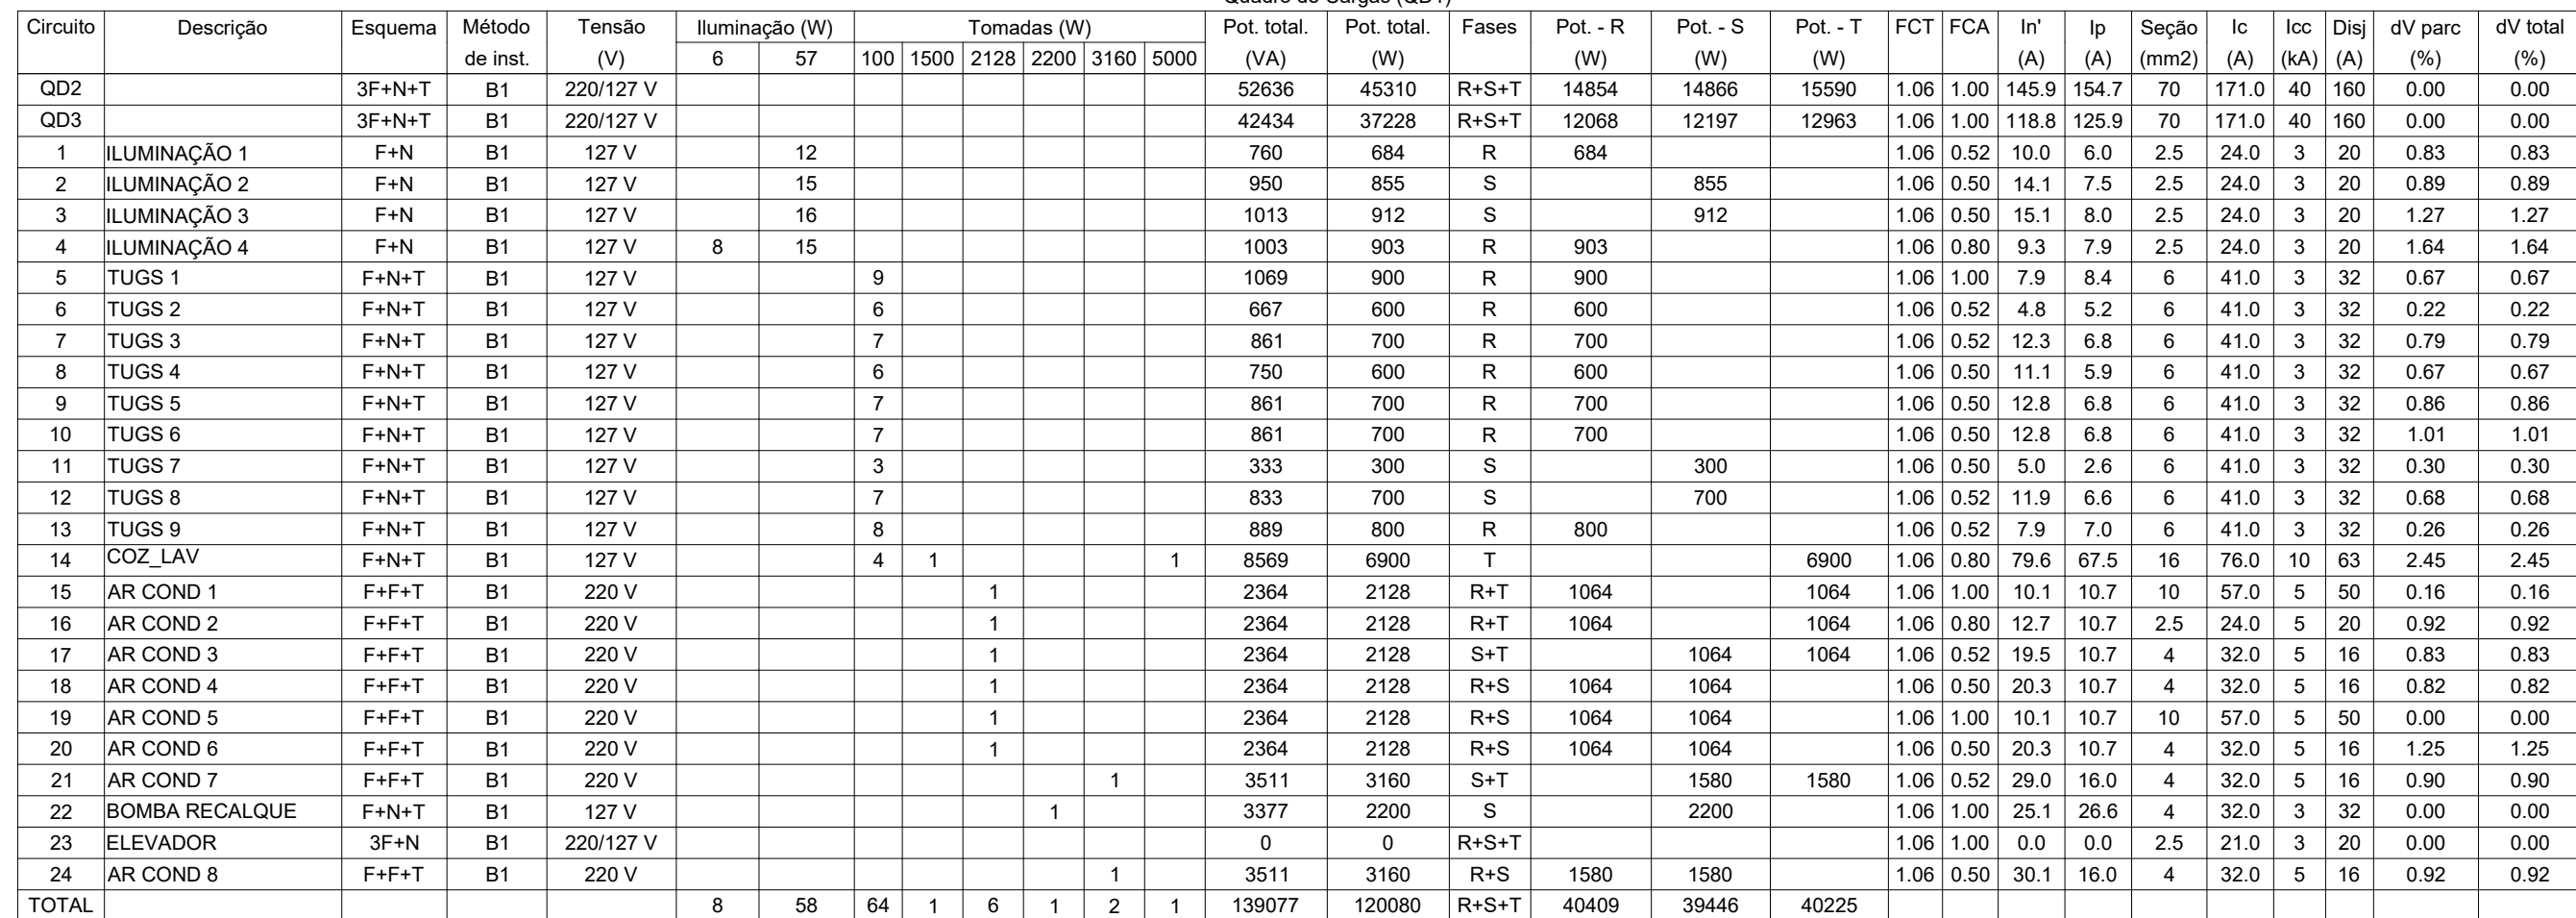 Circuito Descrição Esquema Método Tensão Iluminação (W) Tomadas (W) Pot. total. Pot. total. Fases Pot. - R Pot. - S Pot. - T FCT FCA In' Ip Seção Ic Icc Disj dV parc dV total
de inst. (V) 6 57 100 1500 2128 2200 3160 5000 (VA) (W) (W) (W) (W) (A) (A) (mm2) (A) (kA) (A) (%) (%)
QD2 3F+N+T B1 220/127 V 52636 45310 R+S+T 14854 14866 15590 1.06 1.00 145.9 154.7 70 171.0 40 160 0.00 0.00
QD3 3F+N+T B1 220/127 V 42434 37228 R+S+T 12068 12197 12963 1.06 1.00 118.8 125.9 70 171.0 40 160 0.00 0.00
1 ILUMINAÇÃO 1 F+N B1 127 V 12 760 684 R 684 1.06 0.52 10.0 6.0 2.5 24.0 3 20 0.83 0.83
2 ILUMINAÇÃO 2 F+N B1 127 V 15 950 855 S 855 1.06 0.50 14.1 7.5 2.5 24.0 3 20 0.89 0.89
3 ILUMINAÇÃO 3 F+N B1 127 V 16 1013 912 S 912 1.06 0.50 15.1 8.0 2.5 24.0 3 20 1.27 1.27
4 ILUMINAÇÃO 4 F+N B1 127 V 8 15 1003 903 R 903 1.06 0.80 9.3 7.9 2.5 24.0 3 20 1.64 1.64
5 TUGS 1 F+N+T B1 127 V 9 1069 900 R 900 1.06 1.00 7.9 8.4 6 41.0 3 32 0.67 0.67
6 TUGS 2 F+N+T B1 127 V 6 667 600 R 600 1.06 0.52 4.8 5.2 6 41.0 3 32 0.22 0.22
7 TUGS 3 F+N+T B1 127 V 7 861 700 R 700 1.06 0.52 12.3 6.8 6 41.0 3 32 0.79 0.79
8 TUGS 4 F+N+T B1 127 V 6 750 600 R 600 1.06 0.50 11.1 5.9 6 41.0 3 32 0.67 0.67
9 TUGS 5 F+N+T B1 127 V 7 861 700 R 700 1.06 0.50 12.8 6.8 6 41.0 3 32 0.86 0.86
10 TUGS 6 F+N+T B1 127 V 7 861 700 R 700 1.06 0.50 12.8 6.8 6 41.0 3 32 1.01 1.01
11 TUGS 7 F+N+T B1 127 V 3 333 300 S 300 1.06 0.50 5.0 2.6 6 41.0 3 32 0.30 0.30
12 TUGS 8 F+N+T B1 127 V 7 833 700 S 700 1.06 0.52 11.9 6.6 6 41.0 3 32 0.68 0.68
13 TUGS 9 F+N+T B1 127 V 8 889 800 R 800 1.06 0.52 7.9 7.0 6 41.0 3 32 0.26 0.26
14 COZ_LAV F+N+T B1 127 V 4 1 1 8569 6900 T 6900 1.06 0.80 79.6 67.5 16 76.0 10 63 2.45 2.45
15 AR COND 1 F+F+T B1 220 V 1 2364 2128 R+T 1064 1064 1.06 1.00 10.1 10.7 10 57.0 5 50 0.16 0.16
16 AR COND 2 F+F+T B1 220 V 1 2364 2128 R+T 1064 1064 1.06 0.80 12.7 10.7 2.5 24.0 5 20 0.92 0.92
17 AR COND 3 F+F+T B1 220 V 1 2364 2128 S+T 1064 1064 1.06 0.52 19.5 10.7 4 32.0 5 16 0.83 0.83
18 AR COND 4 F+F+T B1 220 V 1 2364 2128 R+S 1064 1064 1.06 0.50 20.3 10.7 4 32.0 5 16 0.82 0.82
19 AR COND 5 F+F+T B1 220 V 1 2364 2128 R+S 1064 1064 1.06 1.00 10.1 10.7 10 57.0 5 50 0.00 0.00
20 AR COND 6 F+F+T B1 220 V 1 2364 2128 R+S 1064 1064 1.06 0.50 20.3 10.7 4 32.0 5 16 1.25 1.25
21 AR COND 7 F+F+T B1 220 V 1 3511 3160 S+T 1580 1580 1.06 0.52 29.0 16.0 4 32.0 5 16 0.90 0.90
22 BOMBA RECALQUE F+N+T B1 127 V 1 3377 2200 S 2200 1.06 1.00 25.1 26.6 4 32.0 3 32 0.00 0.00
23 ELEVADOR 3F+N B1 220/127 V 0 0 R+S+T 1.06 1.00 0.0 0.0 2.5 21.0 3 20 0.00 0.00
24 AR COND 8 F+F+T B1 220 V 1 3511 3160 R+S 1580 1580 1.06 0.50 30.1 16.0 4 32.0 5 16 0.92 0.92
TOTAL 8 58 64 1 6 1 2 1 139077 120080 R+S+T 40409 39446 40225